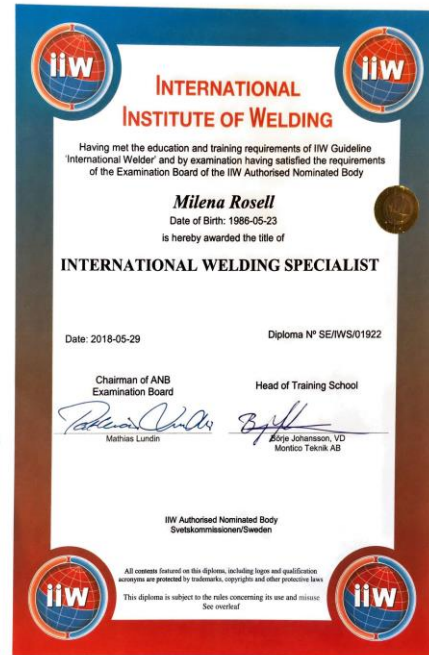 iiw
iiw
INTERNATIONAL
INSTITUTE OF WELDING
Having met the education and training requirements of IIW Guideline
'International Welder' and by examination having satisfied the requirements
of the Examination Board of the IIW Authorised Nominated Body
Milena Rosell
Date of Birth: 1986-05-23
is hereby awarded the title of
INTERNATIONAL WELDING SPECIALIST
Date: 2018-05-29
Diploma Nº SE/IWS/01922
Chairman of ANB
Examination Board
Head of Training School
Mathias Lundin
Börje Johansson, VD
Montico Teknik AB
IIW Authorised Nominated Body
Svetskommissionen/Sweden
All contents featured on this diploma, including logos and qualification
acronyms are protected by trademarks, copyrights and other protective laws
This diploma is subject to the rules concerning its use and misuse
See overleaf
iiw
iiw